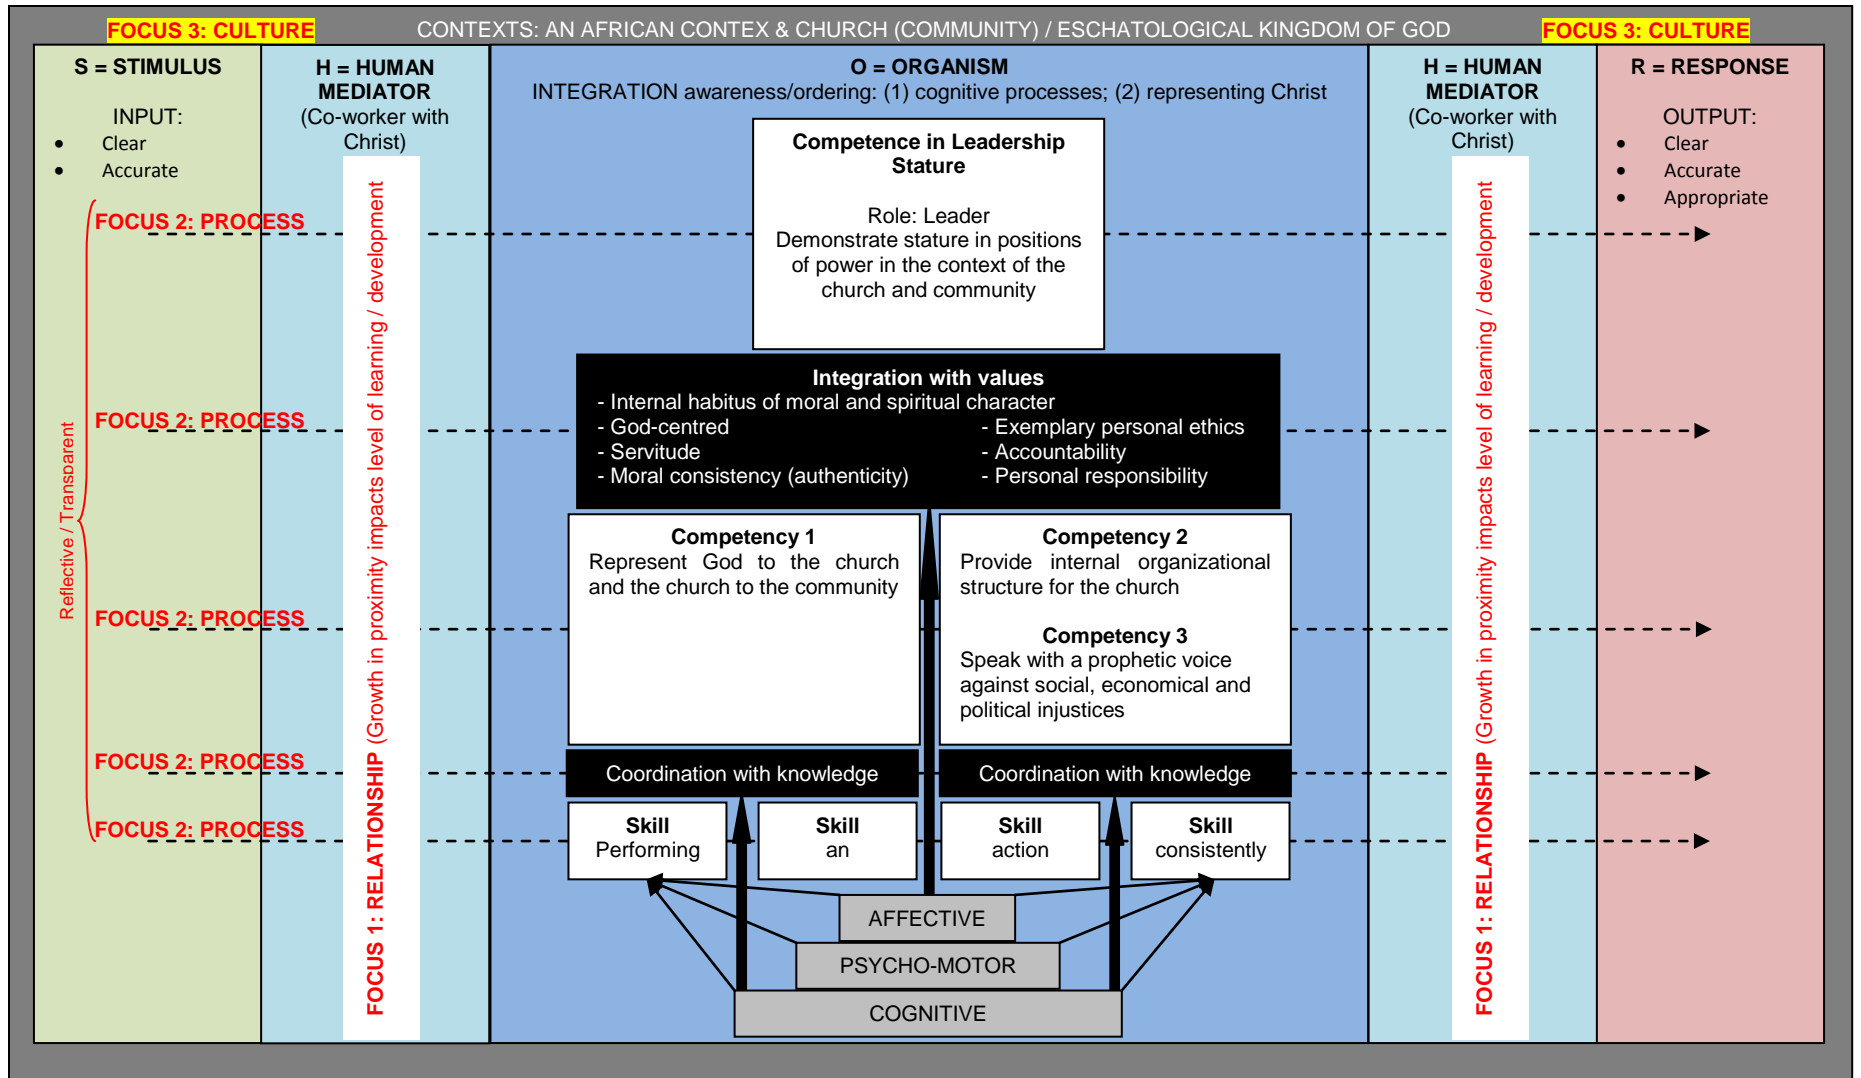 FOCUS 3: CULTURE
CONTEXTS: AN AFRICAN CONTEX & CHURCH (COMMUNITY) / ESCHATOLOGICAL KINGDOM OF GOD
FOCUS 3: CULTURE
S = STIMULUS
INPUT:
• Clear
• Accurate
Reflective / Transparent
FOCUS 2: PROCESS
FOCUS 2: PROCESS
FOCUS 2: PROCESS
FOCUS 2: PROCESS
FOCUS 2: PROCESS
H = HUMAN
MEDIATOR
(Co-worker with
Christ)
FOCUS 1: RELATIONSHIP (Growth in proximity impacts level of learning / development
O = ORGANISM
INTEGRATION awareness/ordering: (1) cognitive processes; (2) representing Christ
Competence in Leadership
Stature
Role: Leader
Demonstrate stature in positions
of power in the context of the
church and community
Integration with values
- Internal habitus of moral and spiritual character
- God-centred
- Exemplary personal ethics
- Servitude
- Accountability
- Moral consistency (authenticity)
- Personal responsibility
Competency 1
Represent God to the church
and the church to the community
Competency 2
Provide internal organizational
structure for the church
Competency 3
Speak with a prophetic voice
against social, economical and
political injustices
Coordination with knowledge
Coordination with knowledge
Skill
Performing
Skill
an
Skill
action
Skill
consistently
AFFECTIVE
PSYCHO-MOTOR
COGNITIVE
H = HUMAN
MEDIATOR
(Co-worker with
Christ)
FOCUS 1: RELATIONSHIP (Growth in proximity impacts level of learning / development
R = RESPONSE
OUTPUT:
• Clear
• Accurate
• Appropriate